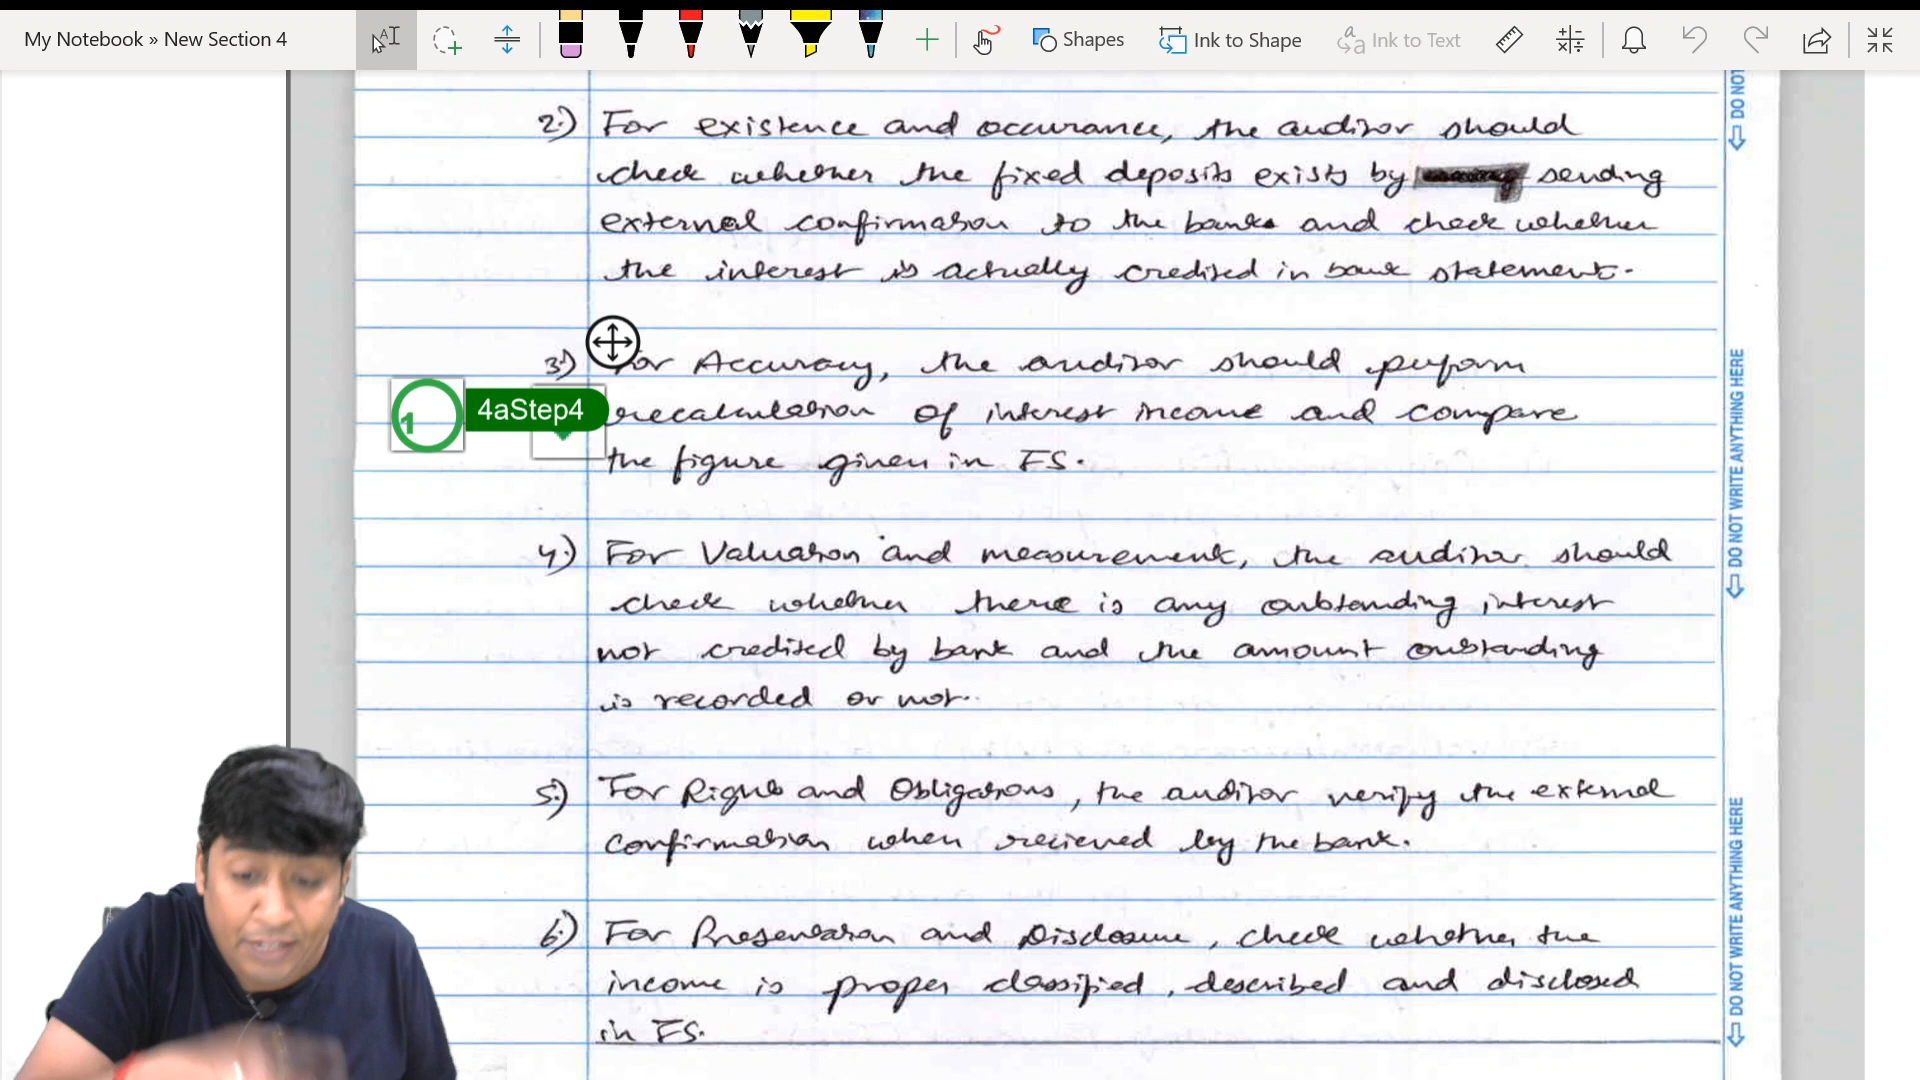 My Notebook » New Section 4
Shapes
Ink to Shape
Ink to Text
2.) For existence and occurance, the auditor should
check whether the fixed deposits exists by sending
external confirmation to the banks and check whether
the interest is actually credited in bank statement.
3.) For Accuracy, the auditor should perform
recalculation of interest income and compare
the figure given in FS.
1
4aStep4
4.) For Valuation and measurement, the auditor should
check whether there is any outstanding interest
not credited by bank and the amount outstanding
is recorded or not.
5.) For Rights and Obligations, the auditor verify the external
confirmation when recieved by the bank.
6.) For Presentation and Disclosure, check whether the
income is proper classified, described and disclosed
in FS.
DO NOT
DO NOT WRITE ANYTHING HERE
DO NOT WRITE ANYTHING HERE